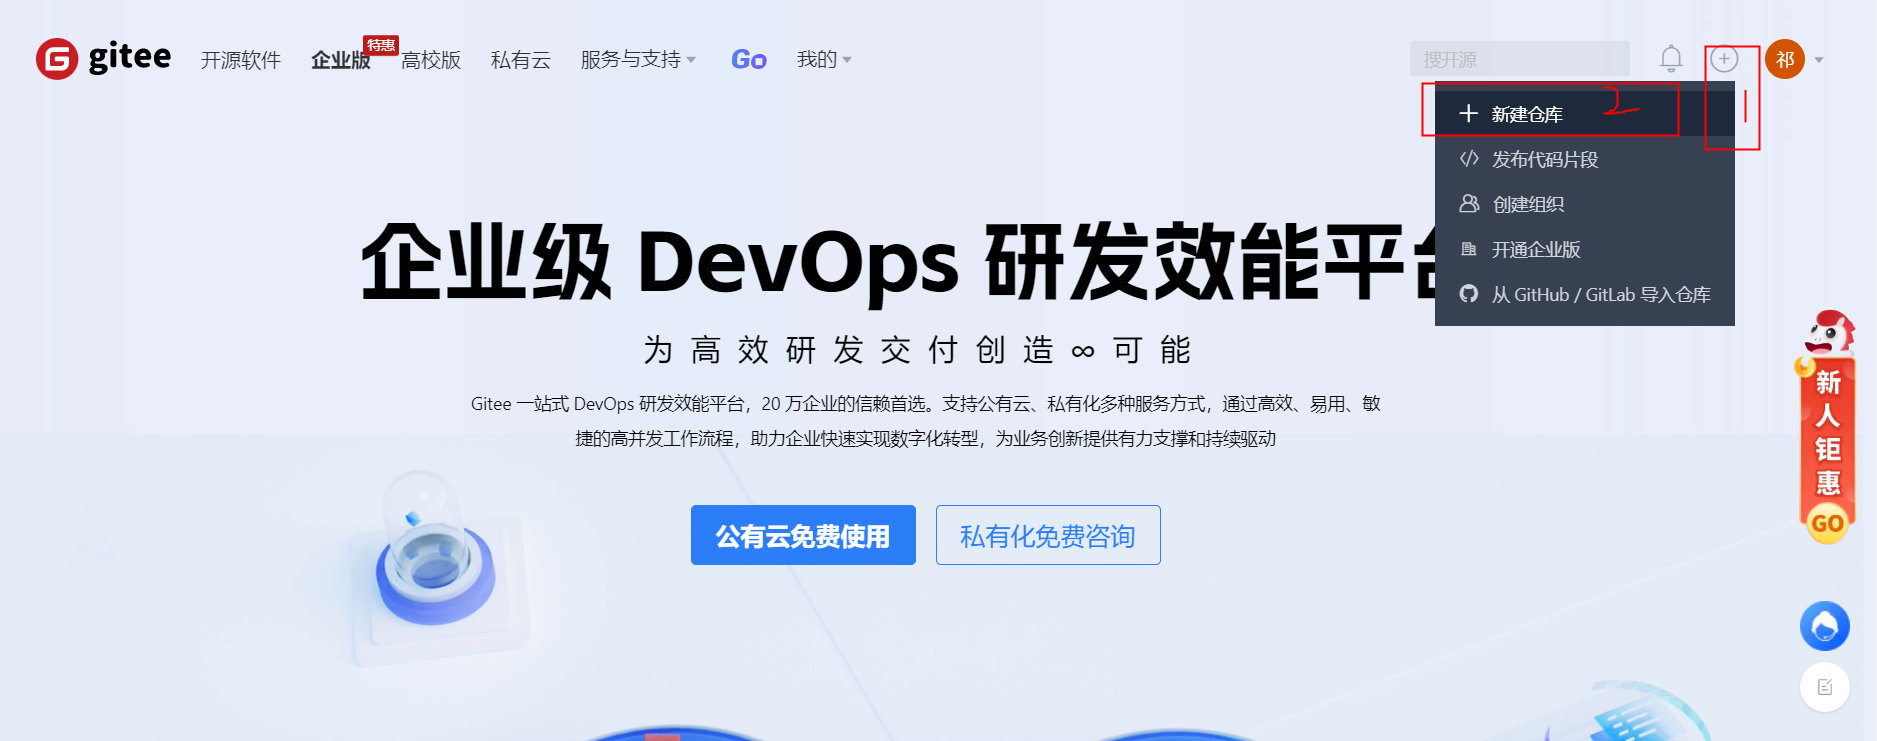 gitee 开源软件 企业版 特惠 高校版 私有云 服务与支持 Go 我的 搜开源 祁
1
新建仓库 2
发布代码片段
创建组织
开通企业版
从 GitHub / GitLab 导入仓库
企业级 DevOps 研发效能平台
为高效研发交付创造∞可能
Gitee 一站式 DevOps 研发效能平台，20 万企业的信赖首选。支持公有云、私有化多种服务方式，通过高效、易用、敏
捷的高并发工作流程，助力企业快速实现数字化转型，为业务创新提供有力支撑和持续驱动
公有云免费使用 私有化免费咨询
新人钜惠
GO